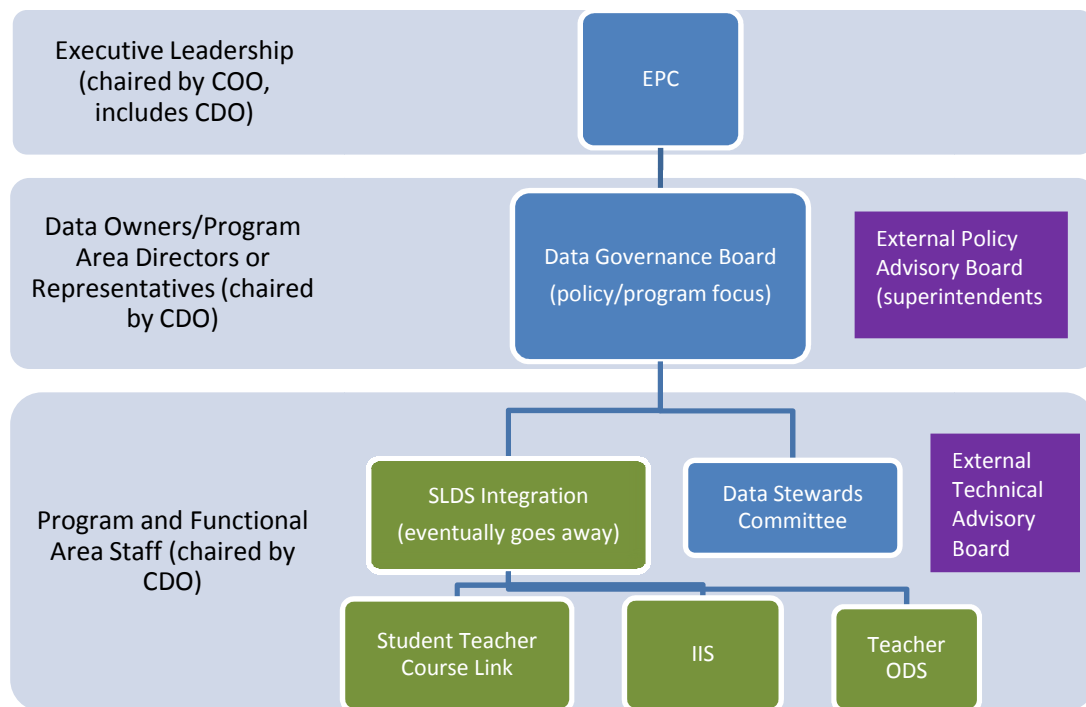 Executive Leadership
(chaired by COO,
includes CDO)
EPC
Data Owners/Program
Area Directors or
Representatives (chaired
by CDO)
Data Governance Board
(policy/program focus)
External Policy
Advisory Board
(superintendents
Program and Functional
Area Staff (chaired by
CDO)
SLDS Integration
(eventually goes away)
Data Stewards
Committee
External
Technical
Advisory
Board
Student Teacher
Course Link
IIS
Teacher
ODS